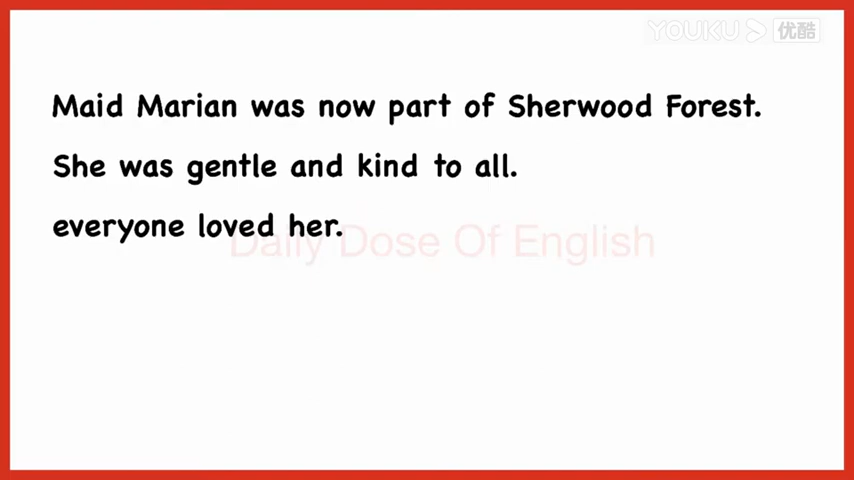 YOUKU 优酷
Maid Marian was now part of Sherwood Forest.
She was gentle and kind to all.
everyone loved her.
Daily Dose Of English